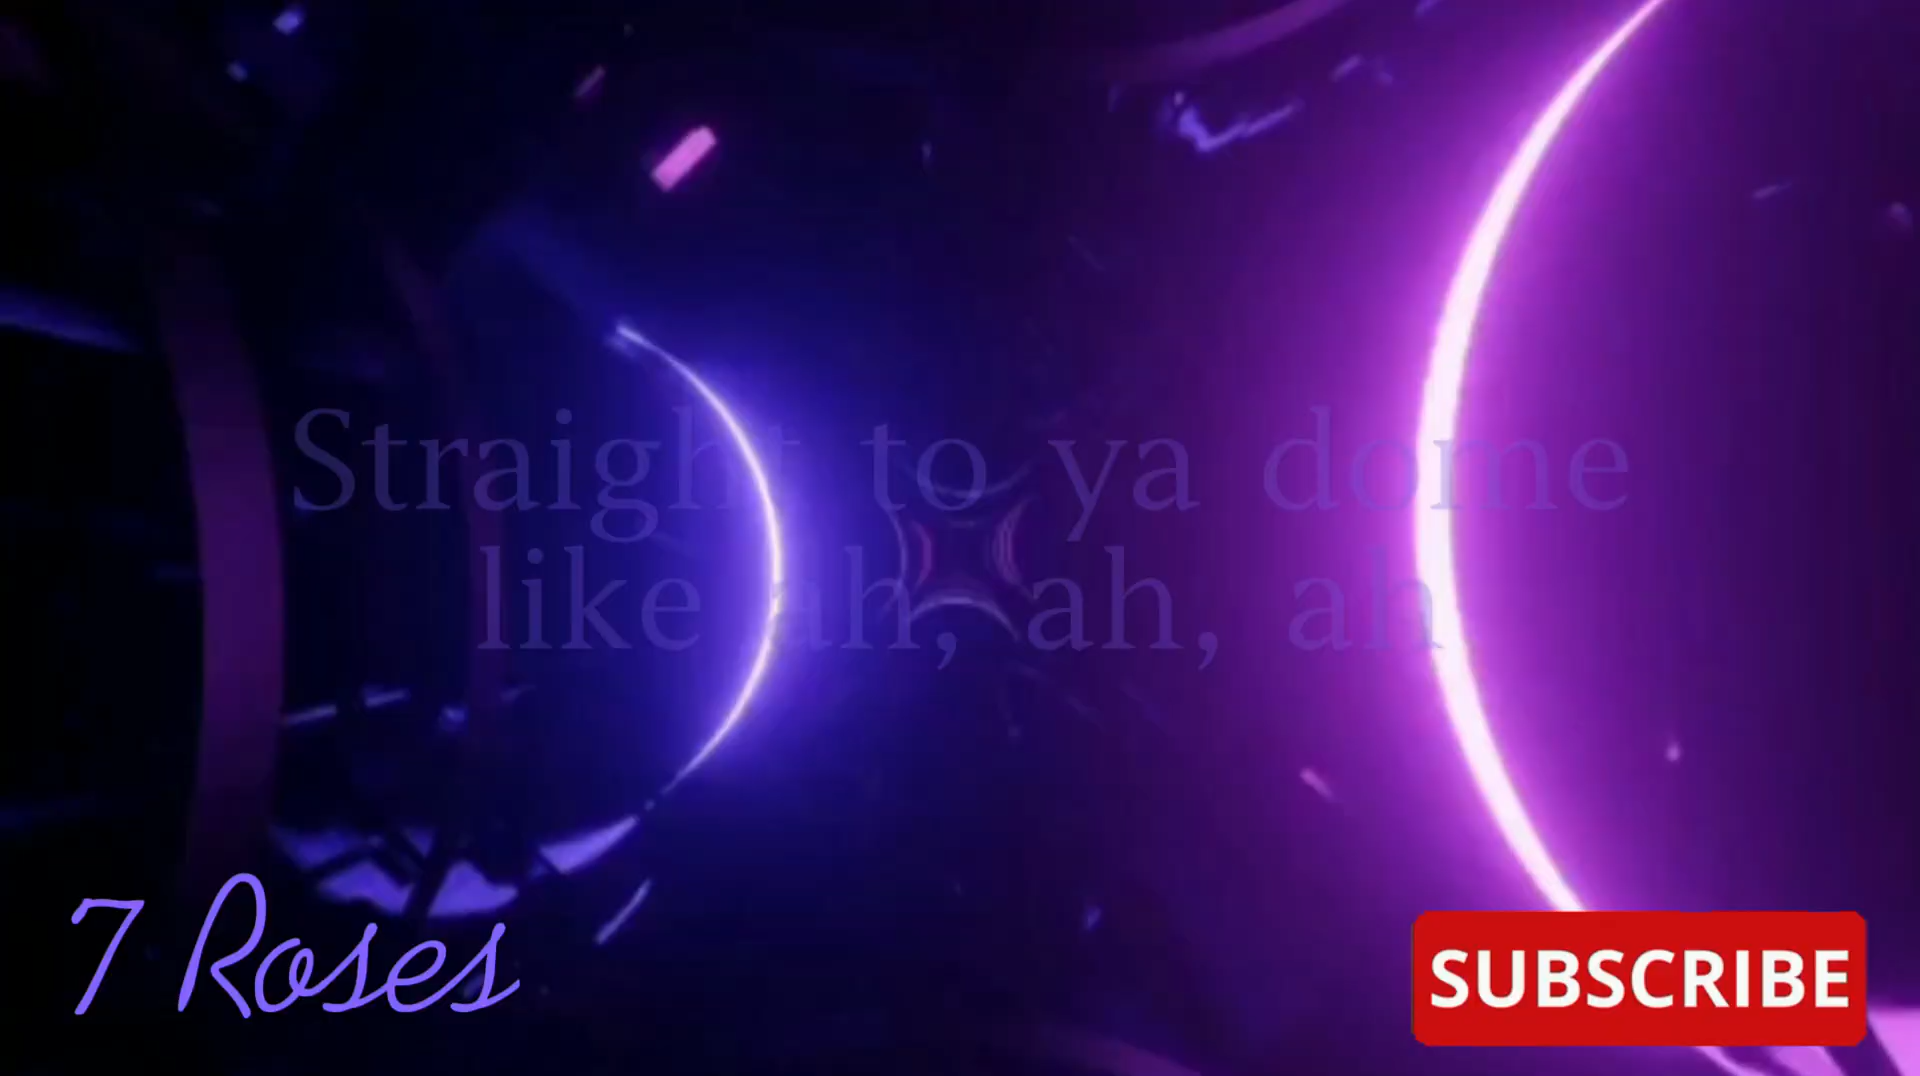 Straight to ya dome
like ah, ah, ah
7 Roses
SUBSCRIBE